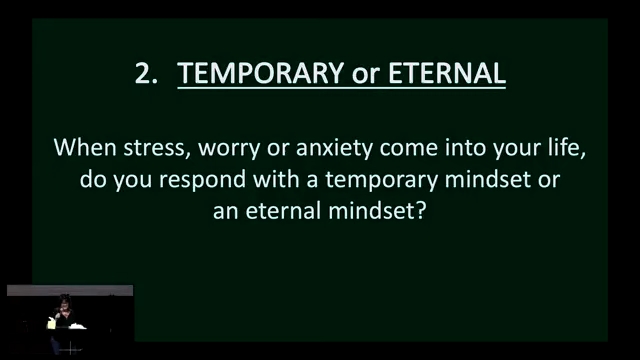 2. TEMPORARY or ETERNAL
When stress, worry or anxiety come into your life,
do you respond with a temporary mindset or
an eternal mindset?